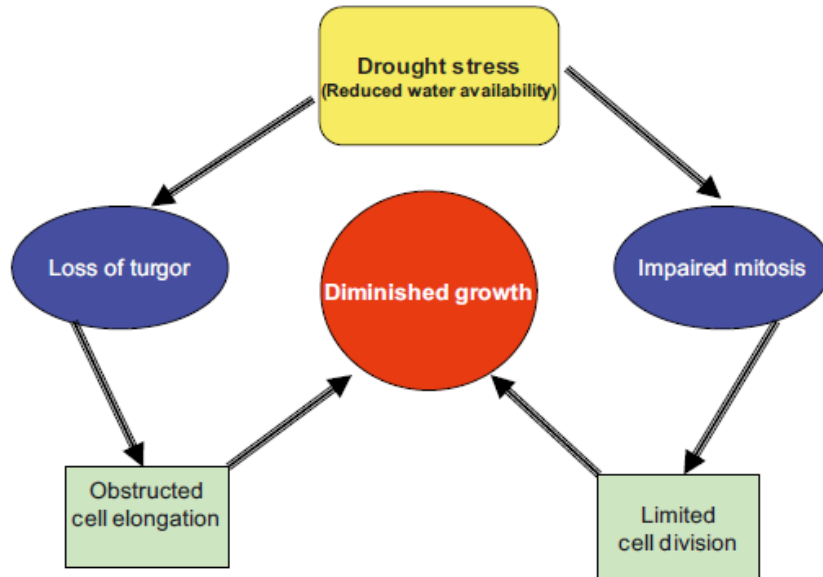 Drought stress
(Reduced water availability)
Loss of turgor
Diminished growth
Impaired mitosis
Obstructed
cell elongation
Limited
cell division